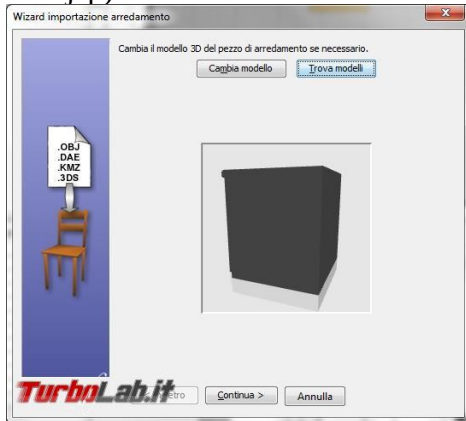 Wizard importazione arredamento
Cambia il modello 3D del pezzo di arredamento se necessario.
Cambia modello
Trova modelli
.OBJ
.DAE
.KMZ
.3DS
TurboLab.it
Continua >
Annulla